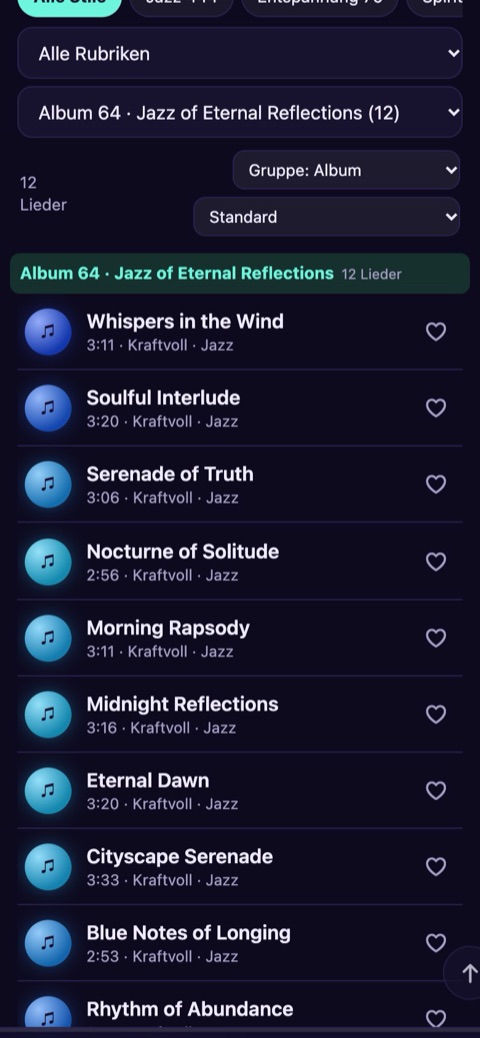 Alle Rubriken
Album 64 · Jazz of Eternal Reflections (12)
Gruppe: Album
12
Lieder
Standard
Album 64 · Jazz of Eternal Reflections 12 Lieder
Whispers in the Wind
3:11 · Kraftvoll · Jazz
Soulful Interlude
3:20 · Kraftvoll · Jazz
Serenade of Truth
3:06 · Kraftvoll · Jazz
Nocturne of Solitude
2:56 · Kraftvoll · Jazz
Morning Rapsody
3:11 · Kraftvoll · Jazz
Midnight Reflections
3:16 · Kraftvoll · Jazz
Eternal Dawn
3:20 · Kraftvoll · Jazz
Cityscape Serenade
3:33 · Kraftvoll · Jazz
Blue Notes of Longing
2:53 · Kraftvoll · Jazz
Rhythm of Abundance